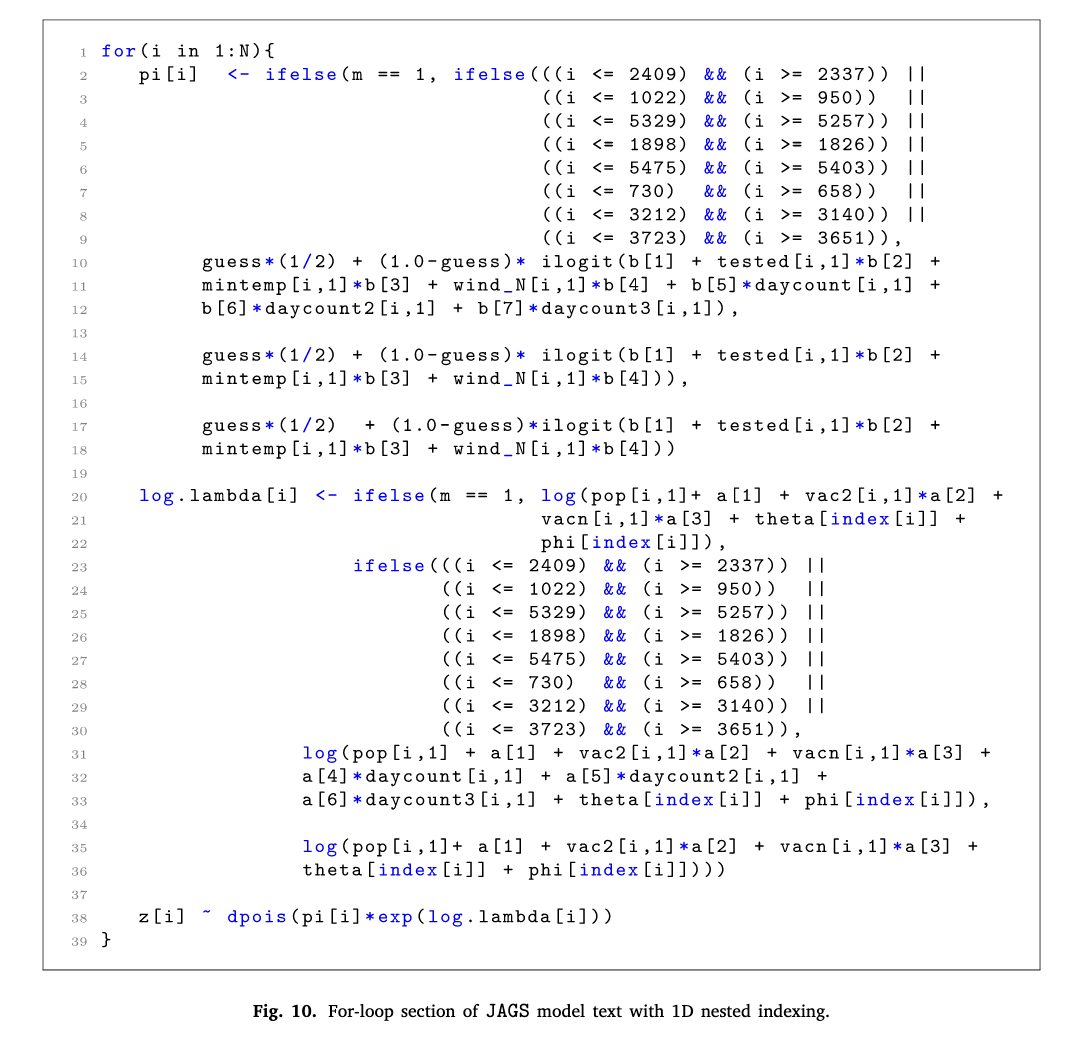 1 for(i in 1:N){
2 pi[i] <- ifelse(m == 1, ifelse(((i <= 2409) && (i >= 2337)) ||
3 ((i <= 1022) && (i >= 950)) ||
4 ((i <= 5329) && (i >= 5257)) ||
5 ((i <= 1898) && (i >= 1826)) ||
6 ((i <= 5475) && (i >= 5403)) ||
7 ((i <= 730) && (i >= 658)) ||
8 ((i <= 3212) && (i >= 3140)) ||
9 ((i <= 3723) && (i >= 3651)),
10 guess*(1/2) + (1.0-guess)* ilogit(b[1] + tested[i,1]*b[2] +
11 mintemp[i,1]*b[3] + wind_N[i,1]*b[4] + b[5]*daycount[i,1] +
12 b[6]*daycount2[i,1] + b[7]*daycount3[i,1]),
13
14 guess*(1/2) + (1.0-guess)* ilogit(b[1] + tested[i,1]*b[2] +
15 mintemp[i,1]*b[3] + wind_N[i,1]*b[4])),
16
17 guess*(1/2) + (1.0-guess)*ilogit(b[1] + tested[i,1]*b[2] +
18 mintemp[i,1]*b[3] + wind_N[i,1]*b[4]))
19
20 log.lambda[i] <- ifelse(m == 1, log(pop[i,1]+ a[1] + vac2[i,1]*a[2] +
21 vacn[i,1]*a[3] + theta[index[i]] +
22 phi[index[i]]),
23 ifelse(((i <= 2409) && (i >= 2337)) ||
24 ((i <= 1022) && (i >= 950)) ||
25 ((i <= 5329) && (i >= 5257)) ||
26 ((i <= 1898) && (i >= 1826)) ||
27 ((i <= 5475) && (i >= 5403)) ||
28 ((i <= 730) && (i >= 658)) ||
29 ((i <= 3212) && (i >= 3140)) ||
30 ((i <= 3723) && (i >= 3651)),
31 log(pop[i,1] + a[1] + vac2[i,1]*a[2] + vacn[i,1]*a[3] +
32 a[4]*daycount[i,1] + a[5]*daycount2[i,1] +
33 a[6]*daycount3[i,1] + theta[index[i]] + phi[index[i]]),
34
35 log(pop[i,1]+ a[1] + vac2[i,1]*a[2] + vacn[i,1]*a[3] +
36 theta[index[i]] + phi[index[i]])))
37
38 z[i] ~ dpois(pi[i]*exp(log.lambda[i]))
39 }
Fig. 10. For-loop section of JAGS model text with 1D nested indexing.